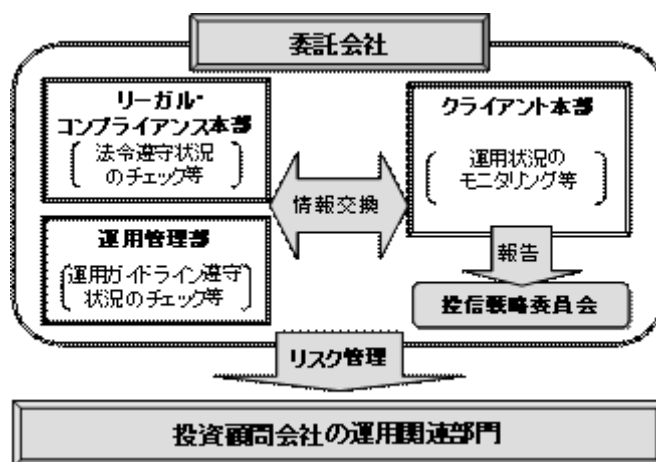 委託会社
リーガル・
コンプライアンス本部
法令遵守状況
のチェック等
クライアント本部
運用状況の
モニタリング等
情報交換
運用管理部
運用ガイドライン遵守
状況のチェック等
報告
投信戦略委員会
リスク管理
投資顧問会社の運用関連部門